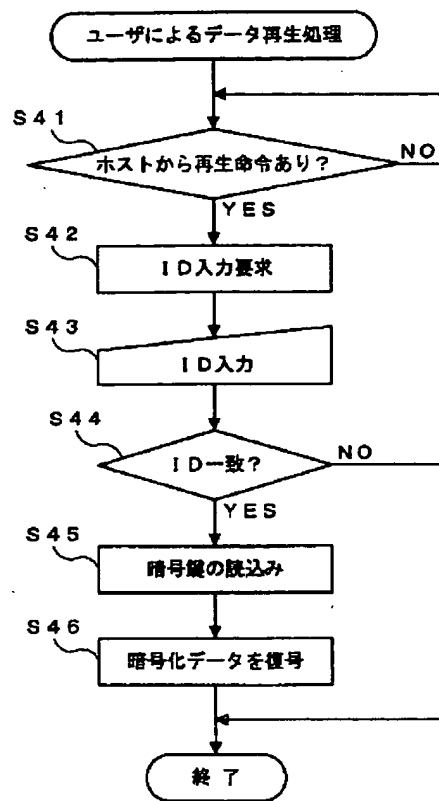 ユーザによるデータ再生処理
S41
ホストから再生命令あり?
NO
YES
S42
ID入力要求
S43
ID入力
S44
ID一致?
NO
YES
S45
暗号鍵の読込み
S46
暗号化データを復号
終了